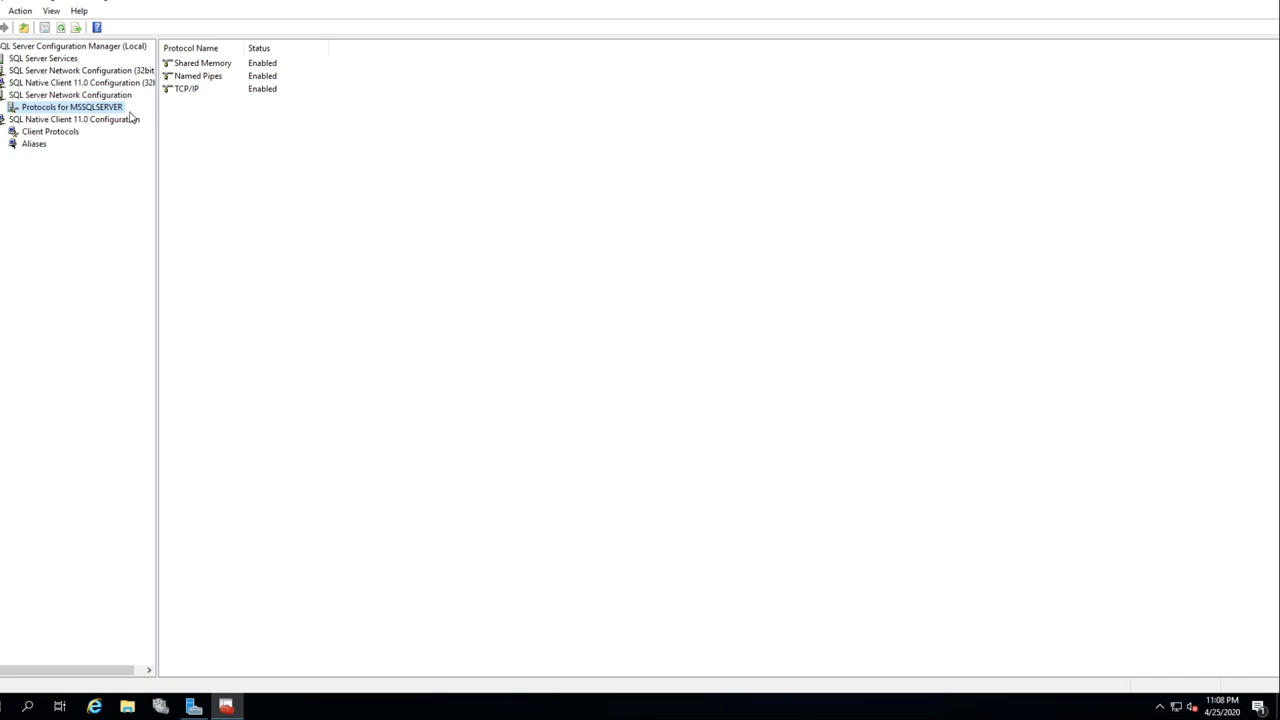 Action View Help
QL Server Configuration Manager (Local)
SQL Server Services
SQL Server Network Configuration (32bit
SQL Native Client 11.0 Configuration (32
SQL Server Network Configuration
Protocols for MSSQLSERVER
SQL Native Client 11.0 Configuration
Client Protocols
Aliases
Protocol Name Status
Shared Memory Enabled
Named Pipes Enabled
TCP/IP Enabled
11:08 PM
4/25/2020
1